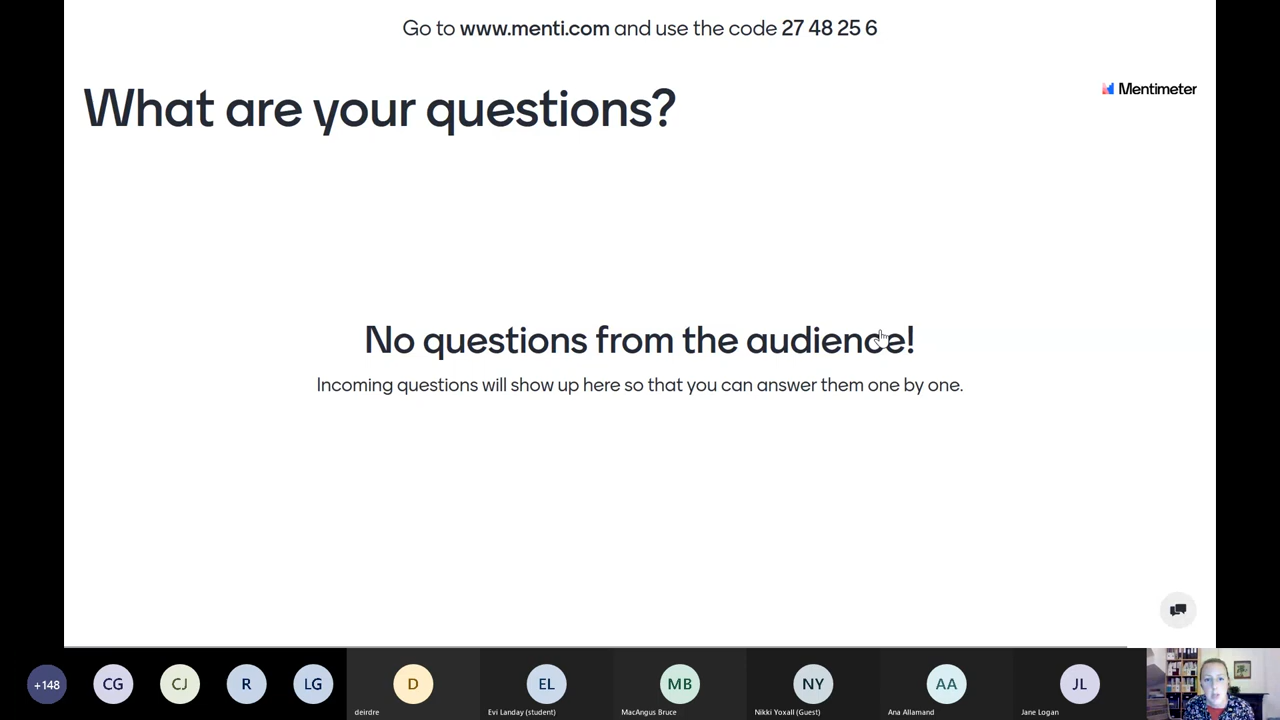 Go to www.menti.com and use the code 27 48 25 6
What are your questions?
Mentimeter
No questions from the audience!
Incoming questions will show up here so that you can answer them one by one.
+148
CG
CJ
R
LG
D
EL
MB
NY
AA
JL
deirdre
Evi Landay (student)
MacAngus Bruce
Nikki Yoxall (Guest)
Ana Allamand
Jane Logan